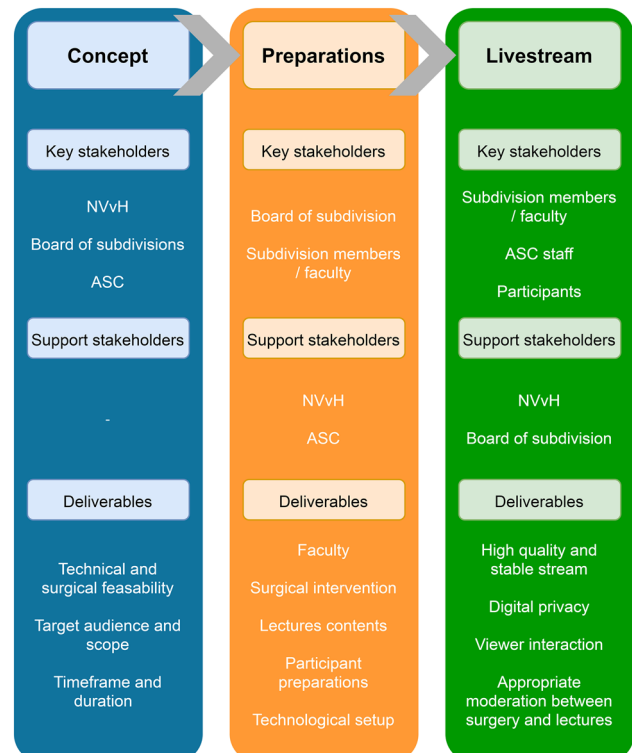 Concept
Key stakeholders
NVvH
Board of subdivisions
ASC
Support stakeholders
-
Deliverables
Technical and
surgical feasability
Target audience and
scope
Timeframe and
duration
Preparations
Key stakeholders
Board of subdivision
Subdivision members
/ faculty
Support stakeholders
NVvH
ASC
Deliverables
Faculty
Surgical intervention
Lectures contents
Participant
preparations
Technological setup
Livestream
Key stakeholders
Subdivision members
/ faculty
ASC staff
Participants
Support stakeholders
NVvH
Board of subdivision
Deliverables
High quality and
stable stream
Digital privacy
Viewer interaction
Appropriate
moderation between
surgery and lectures